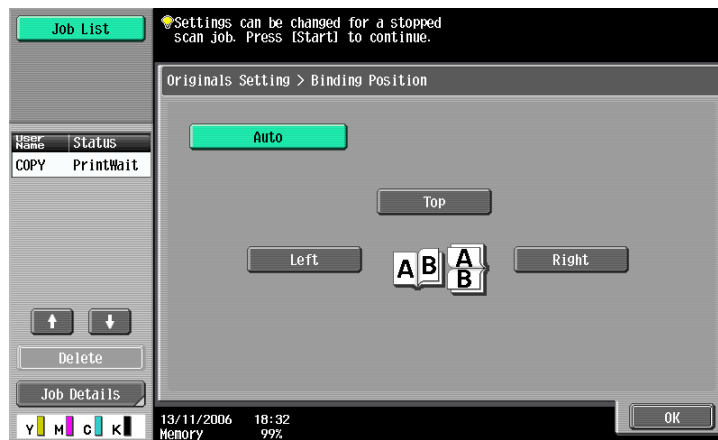 Job List
Settings can be changed for a stopped
scan job. Press [Start] to continue.
Originals Setting > Binding Position
User Name Status
COPY PrintWait
Auto
Top
Left
A B
A
B
Right
Delete
Job Details
Y M C K
13/11/2006 18:32
Memory 99%
OK